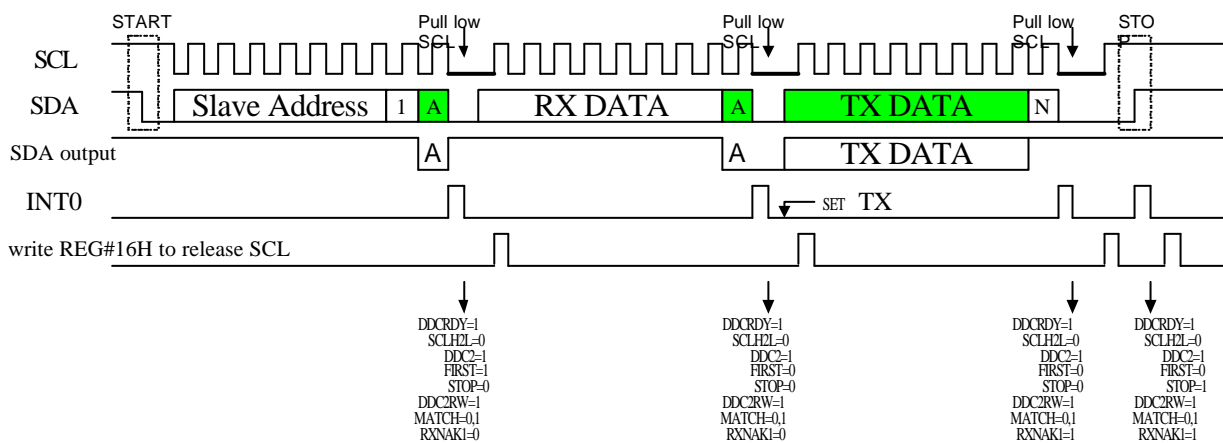 START
Pull low
SCL
Pull low
SCL
Pull low
SCL
STO
P
SCL
SDA
Slave Address
1
A
RX DATA
A
TX DATA
N
SDA output
A
A
TX DATA
INT0
SET TX
write REG#16H to release SCL
DDCRDY=1
SCLH2L=0
DDC2=1
FIRST=1
STOP=0
DDC2RW=1
MATCH=0,1
RXNAK1=0
DDCRDY=1
SCLH2L=0
DDC2=1
FIRST=0
STOP=0
DDC2RW=1
MATCH=0,1
RXNAK1=0
DDCRDY=1
SCLH2L=0
DDC2=1
FIRST=0
STOP=0
DDC2RW=1
MATCH=0,1
RXNAK1=1
DDCRDY=1
SCLH2L=0
DDC2=1
FIRST=0
STOP=1
DDC2RW=1
MATCH=0,1
RXNAK1=1